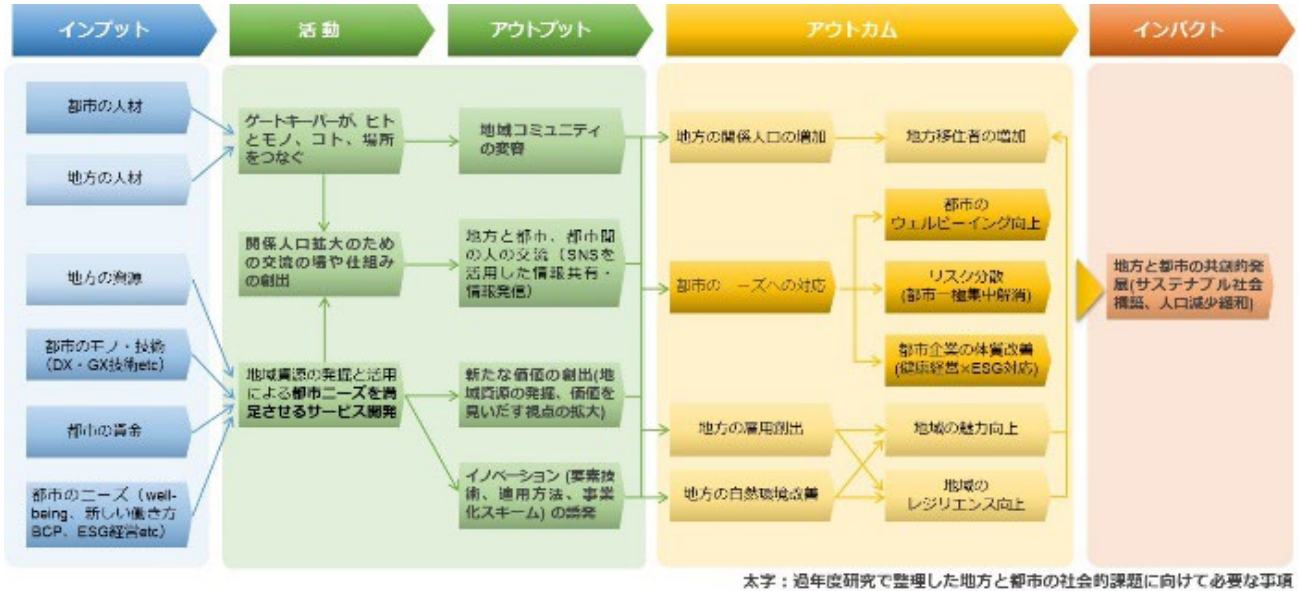 インプット
活動
アウトプット
アウトカム
インパクト
都市の人材
地方の人材
地方の資源
都市のモノ・技術
（DX・GX技術etc）
都市の資金
都市のニーズ（well-
being、新しい働き方
BCP、ESG経営etc）
ゲートキーパーが、ヒト
とモノ、コト、場所
をつなぐ
関係人口拡大のため
の交流の場や仕組み
の創出
地域資源の発掘と活用
による都市ニーズを満
足させるサービス開発
地域コミュニティ
の変容
地方と都市、都市間
の人の交流（SNSを
活用した情報共有・
情報発信）
新たな価値の創出(地
域資源の発掘、価値を
見いだす視点の拡大)
イノベーション (要素技
術、適用方法、事業
化スキーム) の誘発
地方の関係人口の増加
都市の ーズへの対応
地方の雇用創出
地方の自然環境改善
地方移住者の増加
都市の
ウェルビーイング向上
リスク分散
(都市一極集中解消)
都市企業の体質改善
(健康経営×ESG対応)
地域の魅力向上
地域の
レジリエンス向上
地方と都市の共創的発
展(サステナブル社会
構築、人口減少緩和)
太字：過年度研究で整理した地方と都市の社会的課題に向けて必要な事項